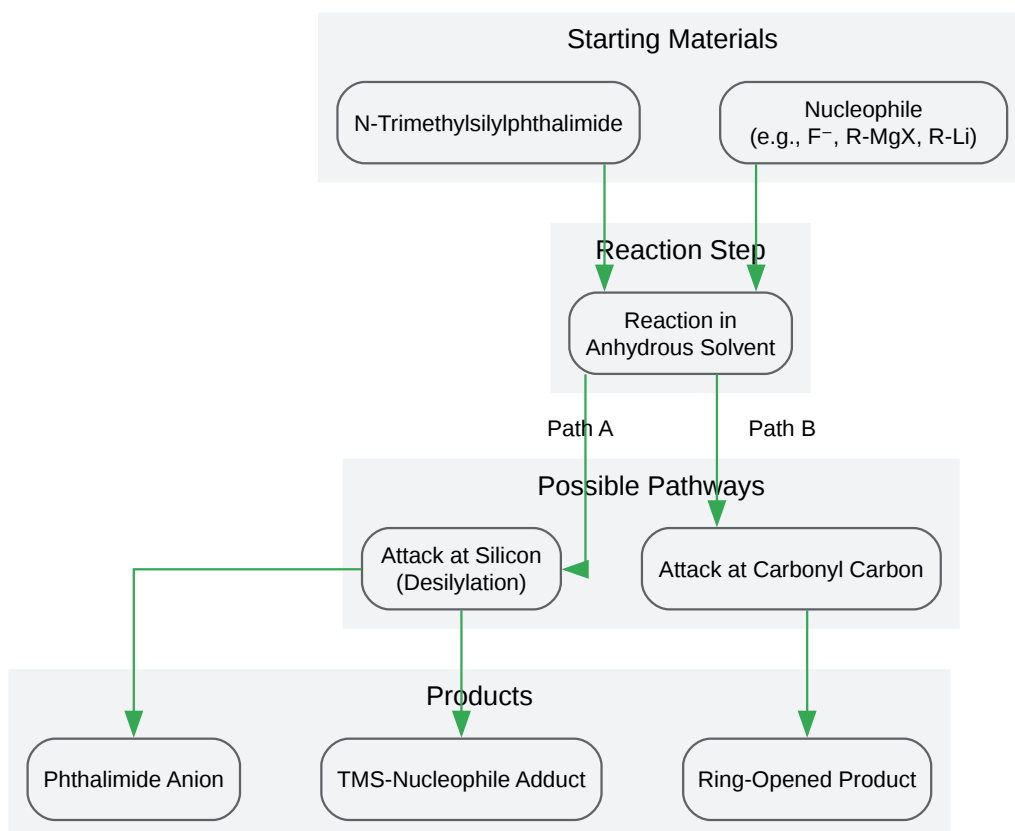 Starting Materials
N-Trimethylsilylphthalimide
Nucleophile
(e.g., F⁻, R-MgX, R-Li)
Reaction Step
Reaction in
Anhydrous Solvent
Path A
Path B
Possible Pathways
Attack at Silicon
(Desilylation)
Attack at Carbonyl Carbon
Products
Phthalimide Anion
TMS-Nucleophile Adduct
Ring-Opened Product